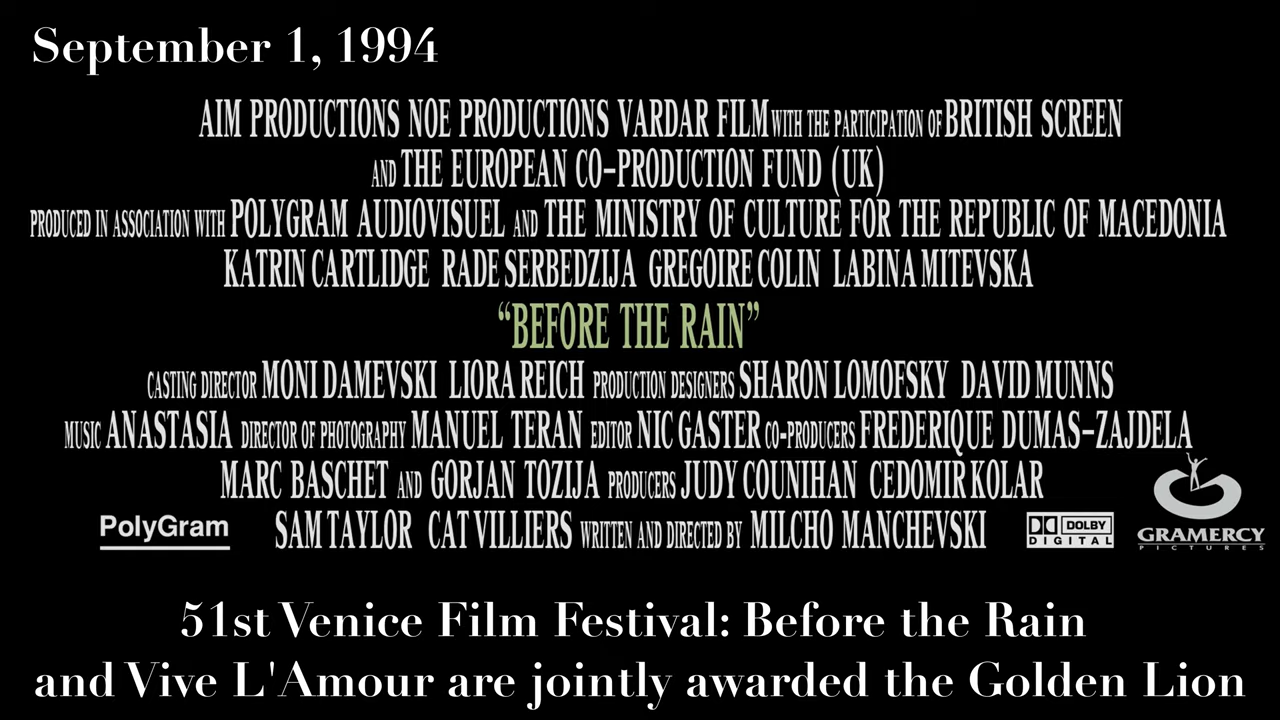 September 1, 1994
AIM PRODUCTIONS NOE PRODUCTIONS VARDAR FILM WITH THE PARTICIPATION OF BRITISH SCREEN
AND THE EUROPEAN CO-PRODUCTION FUND (UK)
PRODUCED IN ASSOCIATION WITH POLYGRAM AUDIOVISUEL AND THE MINISTRY OF CULTURE FOR THE REPUBLIC OF MACEDONIA
KATRIN CARTLIDGE RADE SERBEDZIJA GREGOIRE COLIN LABINA MITEVSKA
“BEFORE THE RAIN”
CASTING DIRECTOR MONI DAMEVSKI LIORA REICH PRODUCTION DESIGNERS SHARON LOMOFSKY DAVID MUNNS
MUSIC ANASTASIA DIRECTOR OF PHOTOGRAPHY MANUEL TERAN EDITOR NIC GASTER CO-PRODUCERS FREDERIQUE DUMAS-ZAJDELA
MARC BASCHET AND GORJAN TOZIJA PRODUCERS JUDY COUNIHAN CEDOMIR KOLAR
PolyGram
SAM TAYLOR CAT VILLIERS WRITTEN AND DIRECTED BY MILCHO MANCHEVSKI
DOLBY
DIGITAL
GRAMERCY
PICTURES
51st Venice Film Festival: Before the Rain
and Vive L'Amour are jointly awarded the Golden Lion